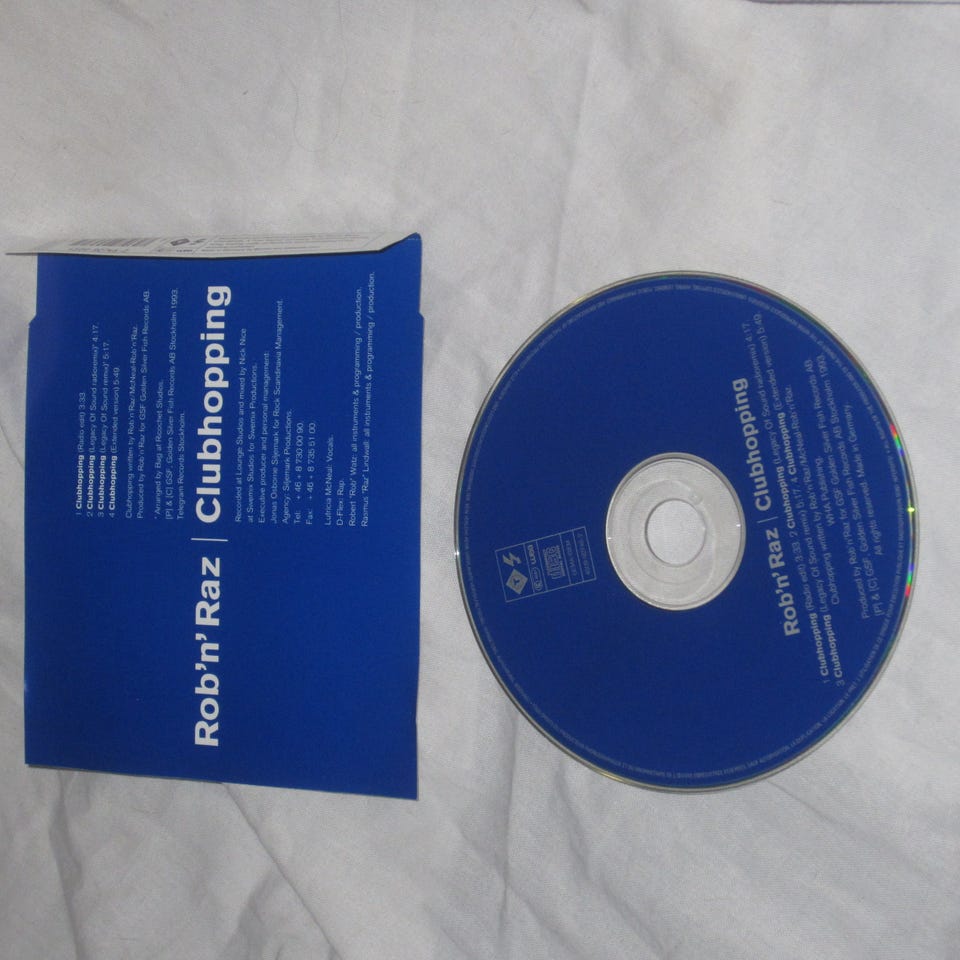 1 Clubhopping (Radio edit) 3:33.
2 Clubhopping (Legacy Of Sound radioremix)* 4:17.
3 Clubhopping (Legacy Of Sound remix)* 5:17.
4 Clubhopping (Extended version) 5:49.
Clubhopping written by Rob'n'Raz/McNeal-Rob'n'Raz.
Produced by Rob'n'Raz for GSF Golden Silver Fish Records AB.
* Arranged by Bag at Ricochet Studios.
[P] & [C] GSF, Golden Silver Fish Records AB Stockholm 1993.
Telegram Records Stockholm.
Rob'n'Raz | Clubhopping
Recorded at Lounge Studios and mixed by Nick Nice
at Swemix Studios for Swemix Productions.
Executive producer and personal management:
Jonas Osborne Siljemark for Rock Scandinavia Management.
Agency: Siljemark Productions.
Tel: +46 - 8 730 00 90.
Fax: +46 - 8 735 51 00.
Lutricia McNeal: Vocals.
D-Flex: Rap.
Robert "Rob" Watz: all instruments & programming / production.
Rasmus "Raz" Lindwall: all instruments & programming / production.
Rob'n'Raz | Clubhopping
1 Clubhopping (Radio edit) 3:33. 2 Clubhopping (Legacy Of Sound radioremix) 4:17.
3 Clubhopping (Legacy Of Sound remix) 5:17. 4 Clubhopping (Extended version) 5:49.
Clubhopping written by Rob'n'Raz/McNeal-Rob'n'Raz.
WHA Publishing.
Produced by Rob'n'Raz for GSF Golden Silver Fish Records AB.
[P] & [C] GSF, Golden Silver Fish Records AB Stockholm 1993.
All rights reserved. Made in Germany.